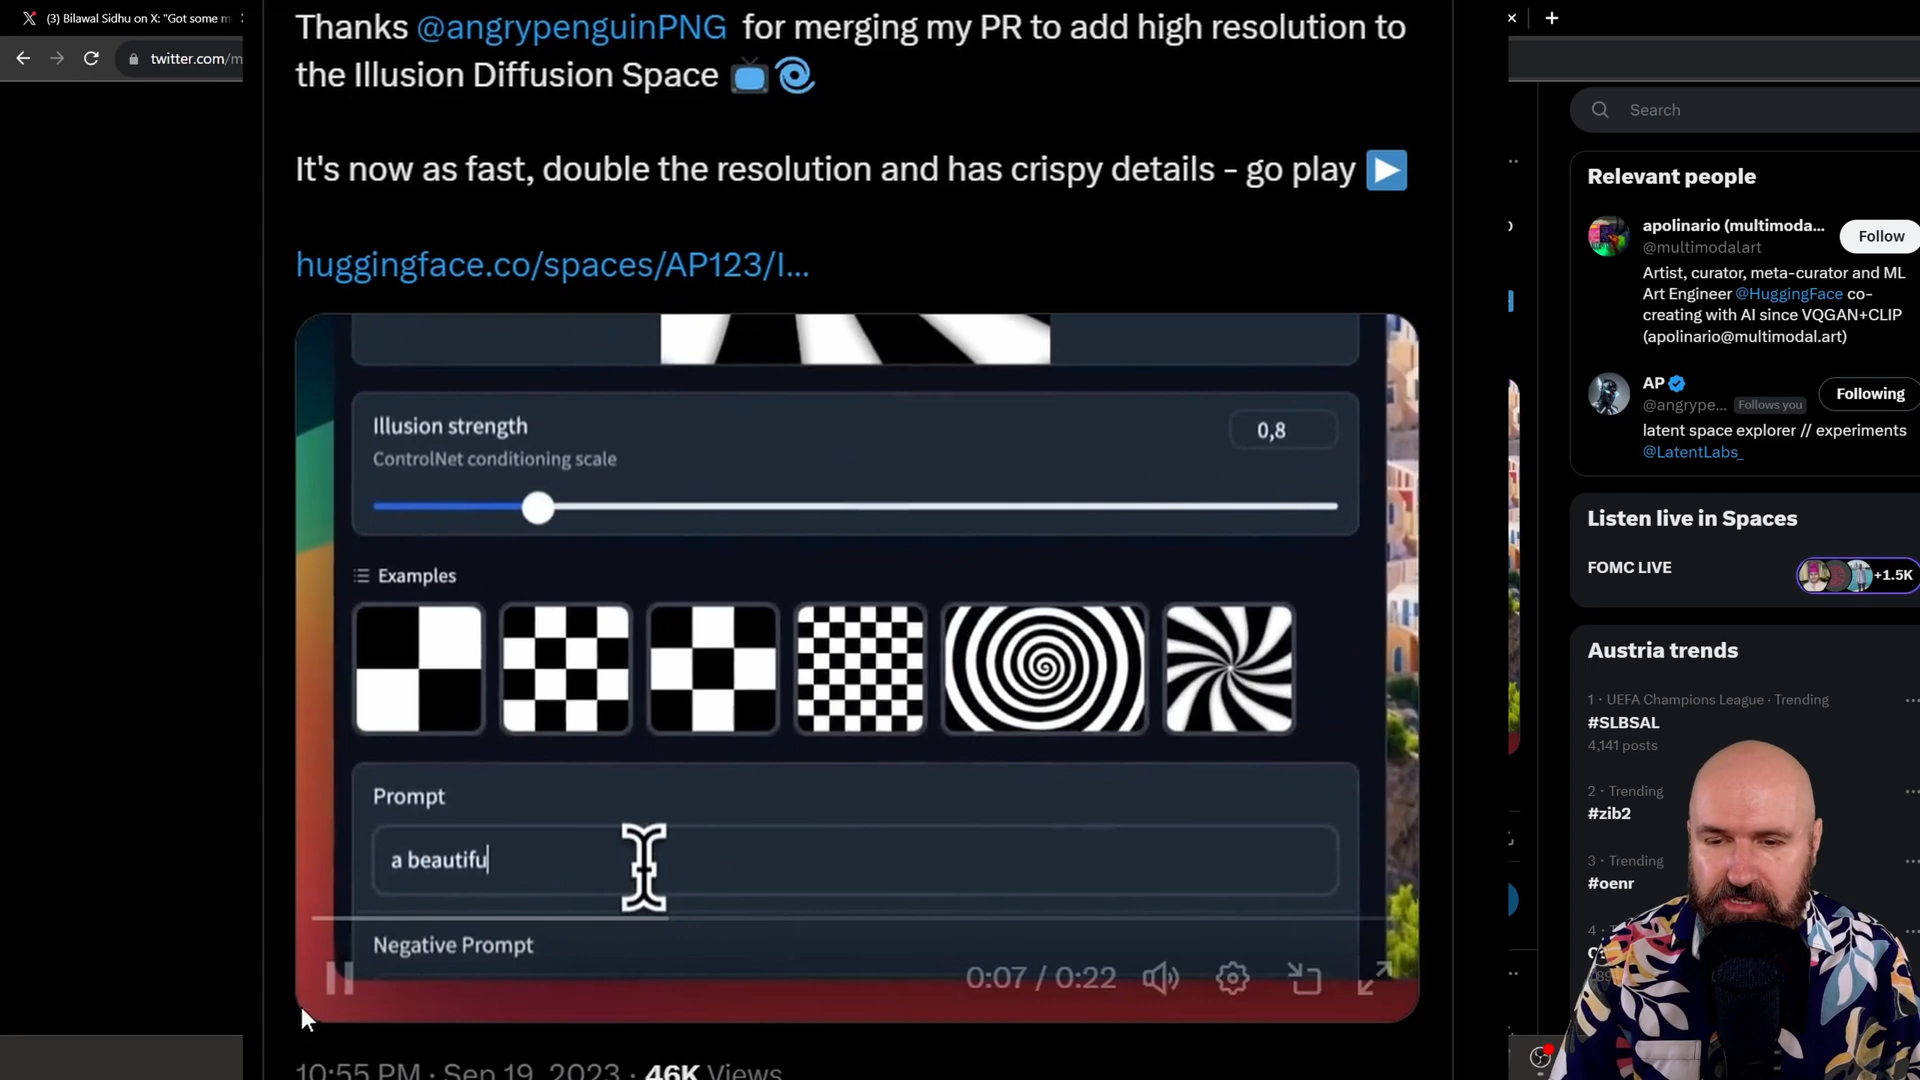 (3) Bilawal Sidhu on X: "Got some m
twitter.com/m
Thanks @angrypenguinPNG for merging my PR to add high resolution to
the Illusion Diffusion Space
It's now as fast, double the resolution and has crispy details - go play
huggingface.co/spaces/AP123/I...
Illusion strength
0,8
ControlNet conditioning scale
Examples
Prompt
a beautifu
Negative Prompt
0:07 / 0:22
10:55 PM · Sep 19, 2023 · 46K Views
Search
Relevant people
apolinario (multimoda...
Follow
@multimodalart
Artist, curator, meta-curator and ML
Art Engineer @HuggingFace co-
creating with AI since VQGAN+CLIP
(apolinario@multimodal.art)
AP
Following
@angrype... Follows you
latent space explorer // experiments
@LatentLabs_
Listen live in Spaces
FOMC LIVE
+1.5K
Austria trends
1 · UEFA Champions League · Trending
#SLBSAL
4,141 posts
2 · Trending
#zib2
3 · Trending
#oenr
4 ·